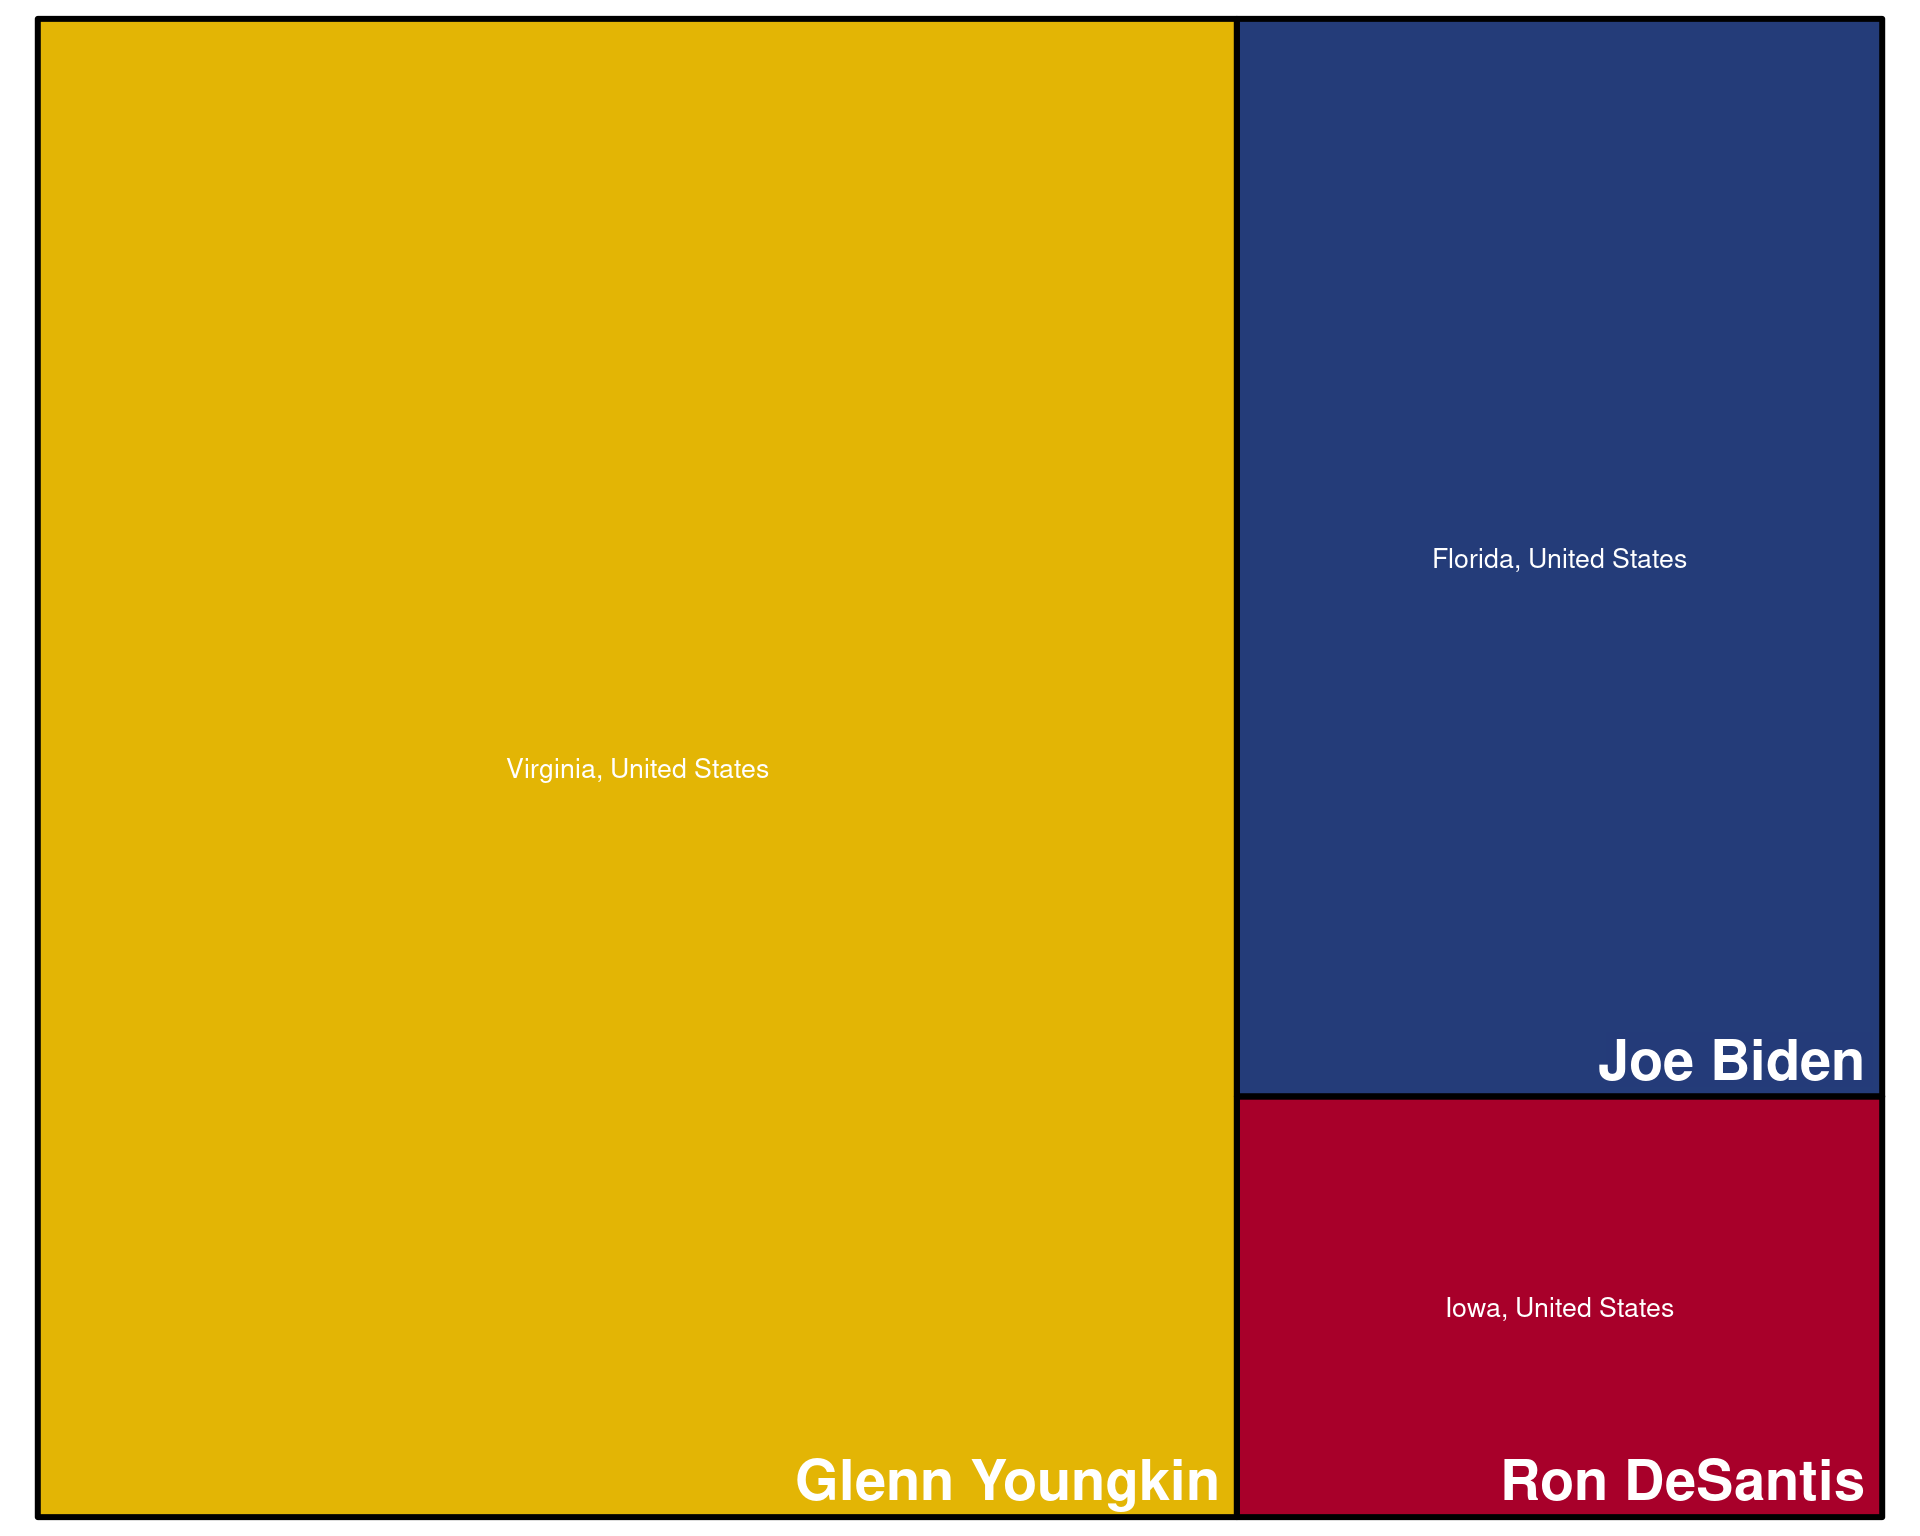 Virginia, United States
Glenn Youngkin
Florida, United States
Joe Biden
Iowa, United States
Ron DeSantis